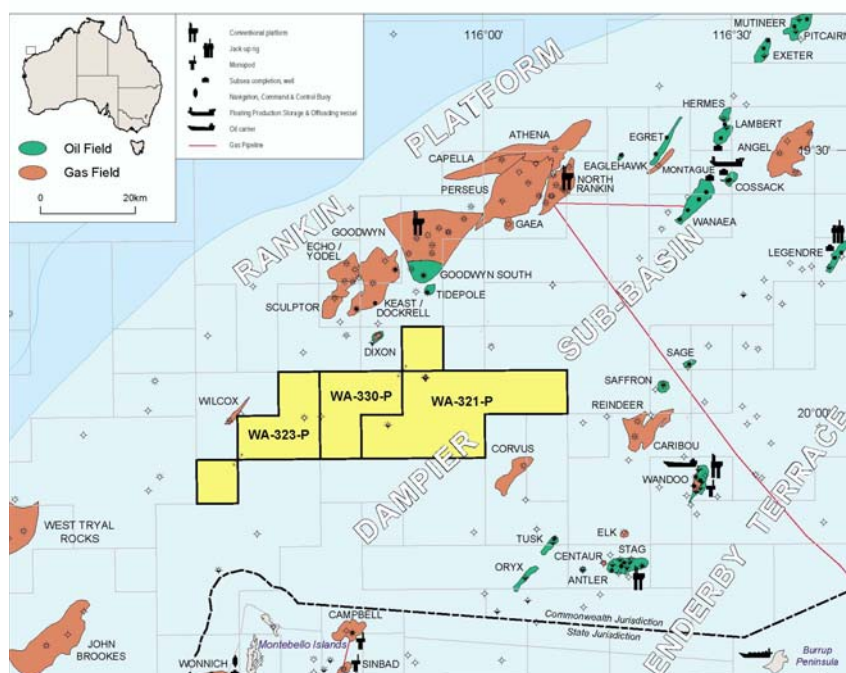 Conventional platform
Jack up rig
Monopod
Subsea completion, well
Navigation, Command & Control Buoy
Floating Production Storage & Offloading vessel
Oil carrier
Gas Pipeline
Oil Field
Gas Field
0 20km
116°00'
116°30'
MUTINEER
PITCAIRN
EXETER
PLATFORM
HERMES
LAMBERT
ATHENA
EGRET
ANGEL
19°30'
CAPELLA
EAGLEHAWK
MONTAGUE
PERSEUS
NORTH
RANKIN
COSSACK
WANAEA
GAEA
RANKIN
GOODWYN
ECHO /
YODEL
LEGENDRE
GOODWYN SOUTH
SUB-BASIN
TIDEPOLE
SCULPTOR
KEAST /
DOCKRELL
DIXON
SAGE
SAFFRON
WA-330-P
WA-321-P
WILCOX
REINDEER
20°00'
WA-323-P
CARIBOU
DAMPIER
CORVUS
WANDOO
WEST TRYAL
ROCKS
TERRACE
TUSK
ELK
CENTAUR
STAG
ORYX
ANTLER
ENDERBY
Commonwealth Jurisdiction
State Jurisdiction
CAMPBELL
JOHN
BROOKES
Montebello Islands
WONNICH
SINBAD
Burrup
Peninsula